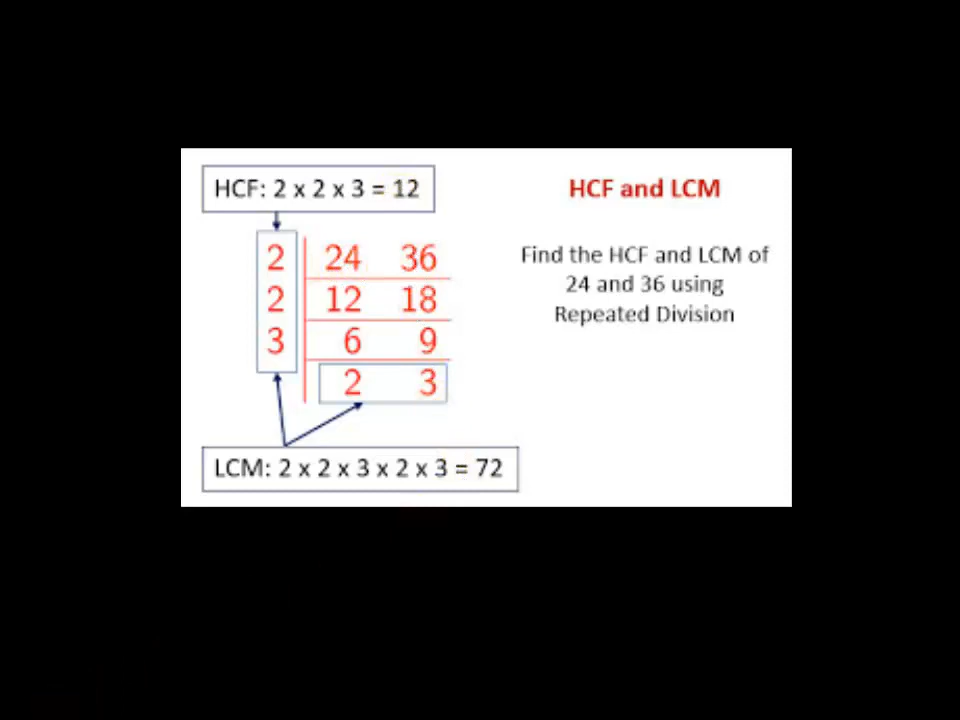 HCF: 2 x 2 x 3 = 12
HCF and LCM
Find the HCF and LCM of
24 and 36 using
Repeated Division
2 24 36
2 12 18
3 6 9
2 3
LCM: 2 x 2 x 3 x 2 x 3 = 72